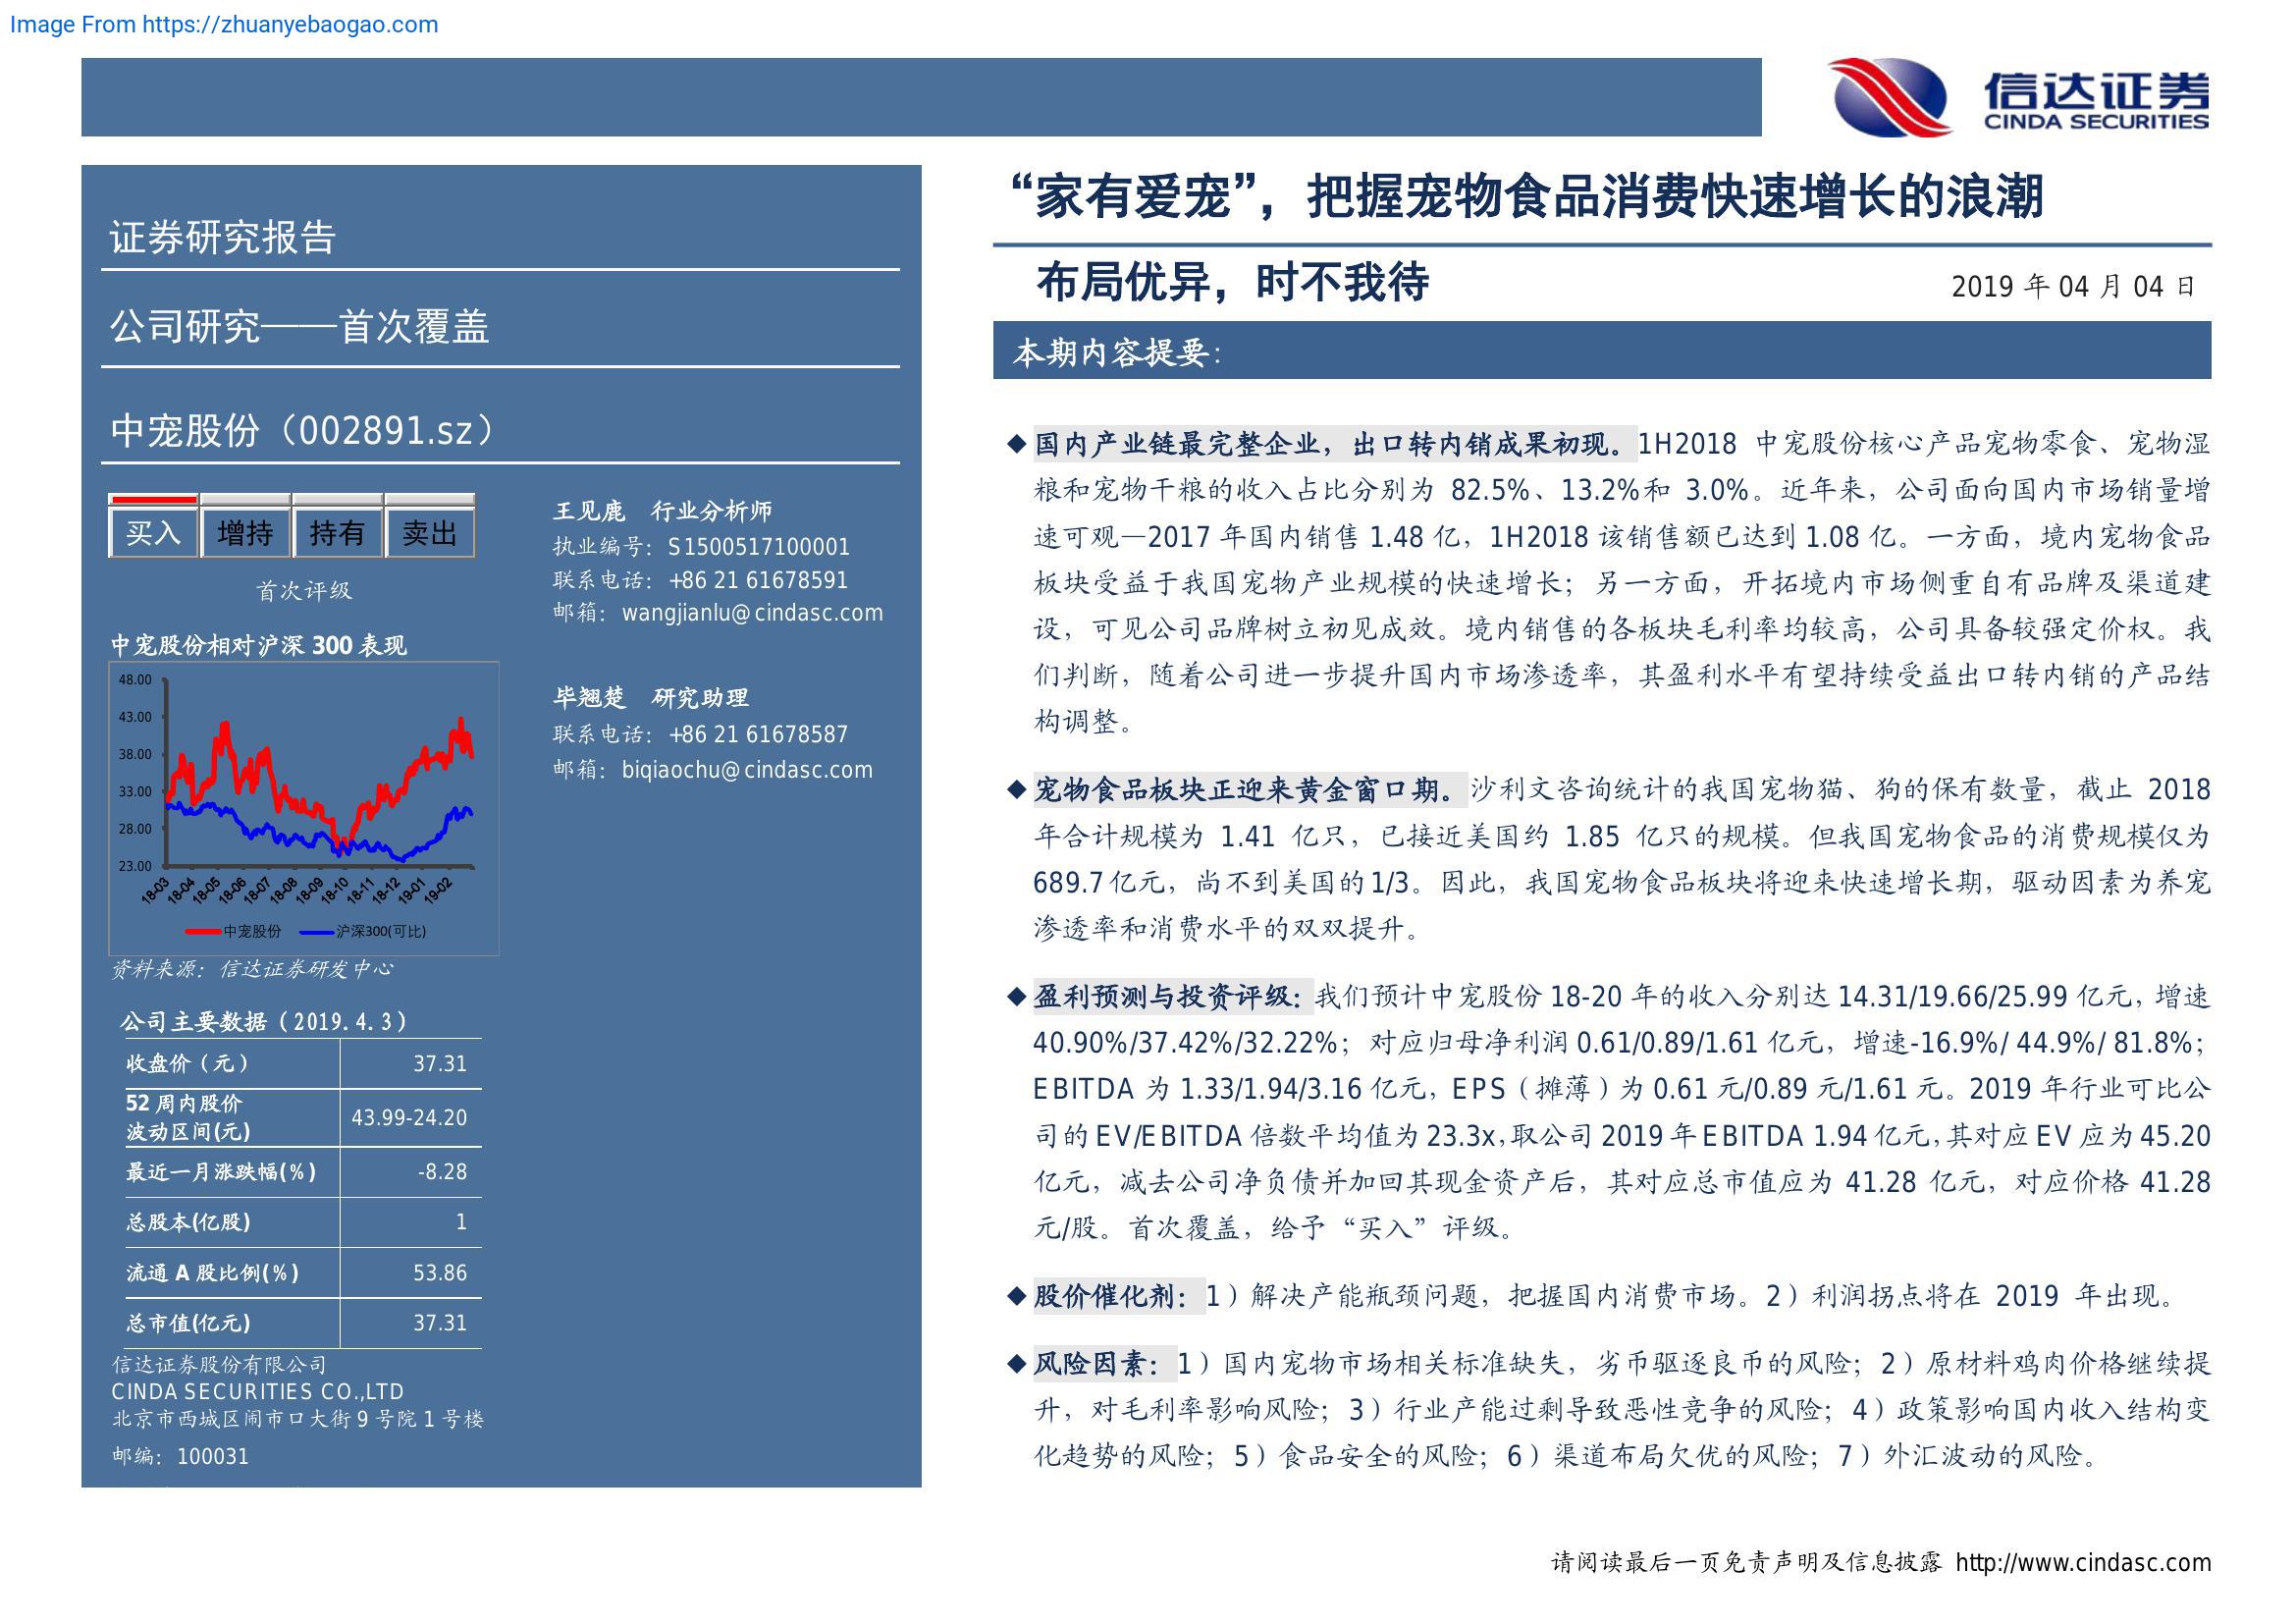 Image From https://zhuanyebaogao.com
信达证券
CINDA SECURITIES
证券研究报告
公司研究——首次覆盖
中宠股份（002891.sz）
买入 增持 持有 卖出
首次评级
中宠股份相对沪深 300 表现
48.00
43.00
38.00
33.00
28.00
23.00
18-03 18-04 18-05 18-06 18-07 18-08 18-09 18-10 18-11 18-12 19-01 19-02
中宠股份 沪深300(可比)
资料来源：信达证券研发中心
公司主要数据（2019.4.3）
收盘价（元） 37.31
52 周内股价
波动区间(元) 43.99-24.20
最近一月涨跌幅(%) -8.28
总股本(亿股) 1
流通 A 股比例(%) 53.86
总市值(亿元) 37.31
信达证券股份有限公司
CINDA SECURITIES CO.,LTD
北京市西城区闹市口大街 9 号院 1 号楼
邮编：100031
王见鹿 行业分析师
执业编号：S1500517100001
联系电话：+86 21 61678591
邮箱：wangjianlu@cindasc.com
毕翘楚 研究助理
联系电话：+86 21 61678587
邮箱：biqiaochu@cindasc.com
“家有爱宠”，把握宠物食品消费快速增长的浪潮
布局优异，时不我待
2019 年 04 月 04 日
本期内容提要：
◆国内产业链最完整企业，出口转内销成果初现。1H2018 中宠股份核心产品宠物零食、宠物湿
粮和宠物干粮的收入占比分别为 82.5%、13.2%和 3.0%。近年来，公司面向国内市场销量增
速可观—2017 年国内销售 1.48 亿，1H2018 该销售额已达到 1.08 亿。一方面，境内宠物食品
板块受益于我国宠物产业规模的快速增长；另一方面，开拓境内市场侧重自有品牌及渠道建
设，可见公司品牌树立初见成效。境内销售的各板块毛利率均较高，公司具备较强定价权。我
们判断，随着公司进一步提升国内市场渗透率，其盈利水平有望持续受益出口转内销的产品结
构调整。
◆宠物食品板块正迎来黄金窗口期。沙利文咨询统计的我国宠物猫、狗的保有数量，截止 2018
年合计规模为 1.41 亿只，已接近美国约 1.85 亿只的规模。但我国宠物食品的消费规模仅为
689.7 亿元，尚不到美国的 1/3。因此，我国宠物食品板块将迎来快速增长期，驱动因素为养宠
渗透率和消费水平的双双提升。
◆盈利预测与投资评级：我们预计中宠股份 18-20 年的收入分别达 14.31/19.66/25.99 亿元，增速
40.90%/37.42%/32.22%；对应归母净利润 0.61/0.89/1.61 亿元，增速-16.9%/ 44.9%/ 81.8%；
EBITDA 为 1.33/1.94/3.16 亿元，EPS（摊薄）为 0.61 元/0.89 元/1.61 元。2019 年行业可比公
司的 EV/EBITDA 倍数平均值为 23.3x，取公司 2019 年 EBITDA 1.94 亿元，其对应 EV 应为 45.20
亿元，减去公司净负债并加回其现金资产后，其对应总市值应为 41.28 亿元，对应价格 41.28
元/股。首次覆盖，给予“买入”评级。
◆股价催化剂：1）解决产能瓶颈问题，把握国内消费市场。2）利润拐点将在 2019 年出现。
◆风险因素：1）国内宠物市场相关标准缺失，劣币驱逐良币的风险；2）原材料鸡肉价格继续提
升，对毛利率影响风险；3）行业产能过剩导致恶性竞争的风险；4）政策影响国内收入结构变
化趋势的风险；5）食品安全的风险；6）渠道布局欠优的风险；7）外汇波动的风险。
请阅读最后一页免责声明及信息披露 http://www.cindasc.com